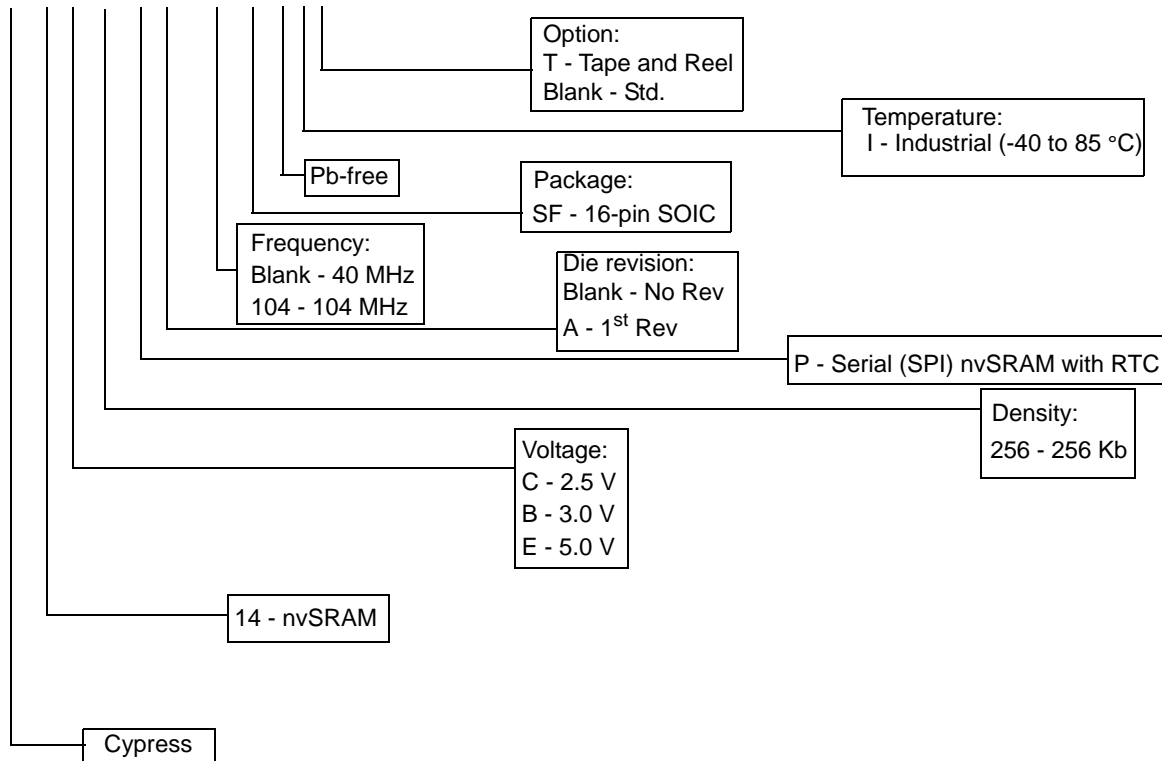 Option:
T - Tape and Reel
Blank - Std.
Temperature:
I - Industrial (-40 to 85 °C)
Pb-free
Package:
SF - 16-pin SOIC
Frequency:
Blank - 40 MHz
104 - 104 MHz
Die revision:
Blank - No Rev
A - 1st Rev
P - Serial (SPI) nvSRAM with RTC
Density:
256 - 256 Kb
Voltage:
C - 2.5 V
B - 3.0 V
E - 5.0 V
14 - nvSRAM
Cypress